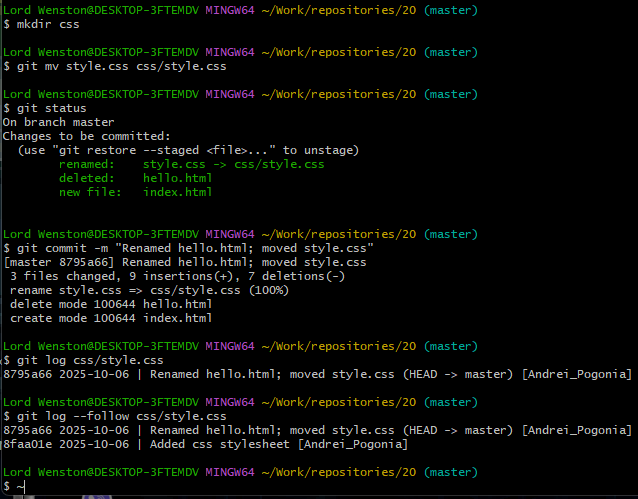 Lord Wenston@DESKTOP-3FTEMDV MINGW64 ~/Work/repositories/20 (master)
$ mkdir css
Lord Wenston@DESKTOP-3FTEMDV MINGW64 ~/Work/repositories/20 (master)
$ git mv style.css css/style.css
Lord Wenston@DESKTOP-3FTEMDV MINGW64 ~/Work/repositories/20 (master)
$ git status
On branch master
Changes to be committed:
  (use "git restore --staged <file>..." to unstage)
        renamed:    style.css -> css/style.css
        deleted:    hello.html
        new file:   index.html
Lord Wenston@DESKTOP-3FTEMDV MINGW64 ~/Work/repositories/20 (master)
$ git commit -m "Renamed hello.html; moved style.css"
[master 8795a66] Renamed hello.html; moved style.css
 3 files changed, 9 insertions(+), 7 deletions(-)
 rename style.css => css/style.css (100%)
 delete mode 100644 hello.html
 create mode 100644 index.html
Lord Wenston@DESKTOP-3FTEMDV MINGW64 ~/Work/repositories/20 (master)
$ git log css/style.css
8795a66 2025-10-06 | Renamed hello.html; moved style.css (HEAD -> master) [Andrei_Pogonia]
Lord Wenston@DESKTOP-3FTEMDV MINGW64 ~/Work/repositories/20 (master)
$ git log --follow css/style.css
8795a66 2025-10-06 | Renamed hello.html; moved style.css (HEAD -> master) [Andrei_Pogonia]
8faa01e 2025-10-06 | Added css stylesheet [Andrei_Pogonia]
Lord Wenston@DESKTOP-3FTEMDV MINGW64 ~/Work/repositories/20 (master)
$ ~